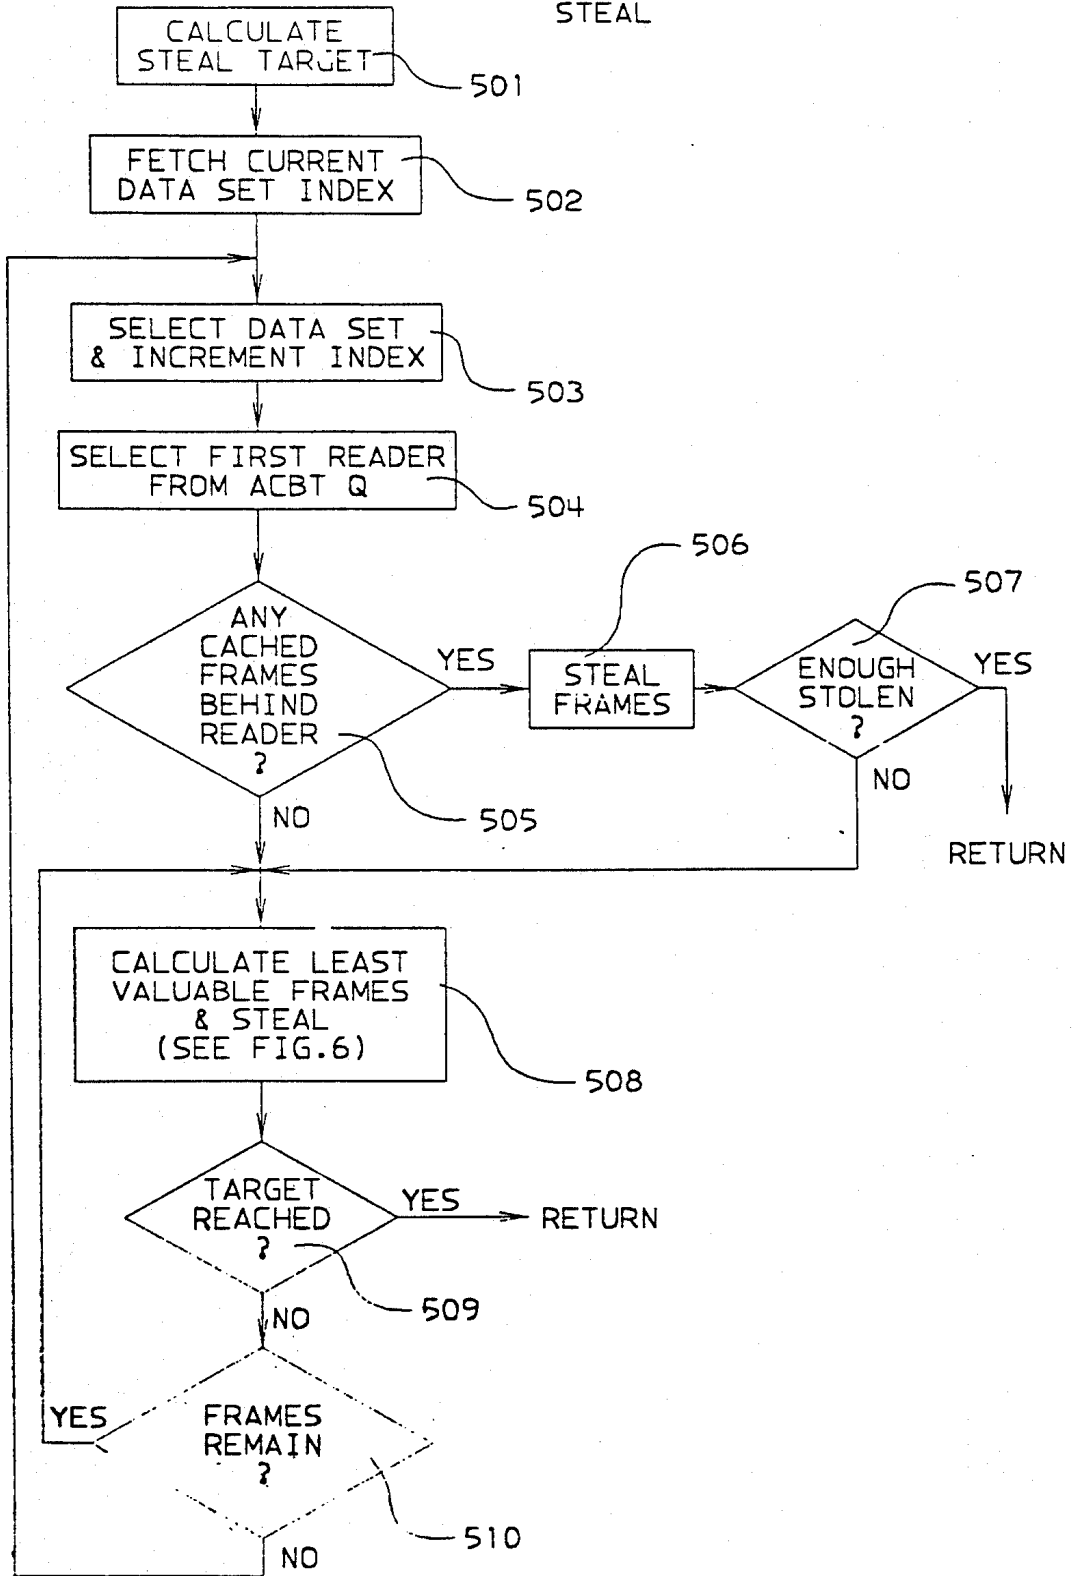 STEAL
CALCULATE
STEAL TARGET
501
FETCH CURRENT
DATA SET INDEX
502
SELECT DATA SET
& INCREMENT INDEX
503
SELECT FIRST READER
FROM ACBT Q
504
ANY
CACHED
FRAMES
BEHIND
READER
?
505
YES
NO
506
STEAL
FRAMES
507
ENOUGH
STOLEN
?
YES
NO
RETURN
CALCULATE LEAST
VALUABLE FRAMES
& STEAL
(SEE FIG.6)
508
TARGET
REACHED
?
YES
RETURN
509
NO
FRAMES
REMAIN
?
YES
510
NO